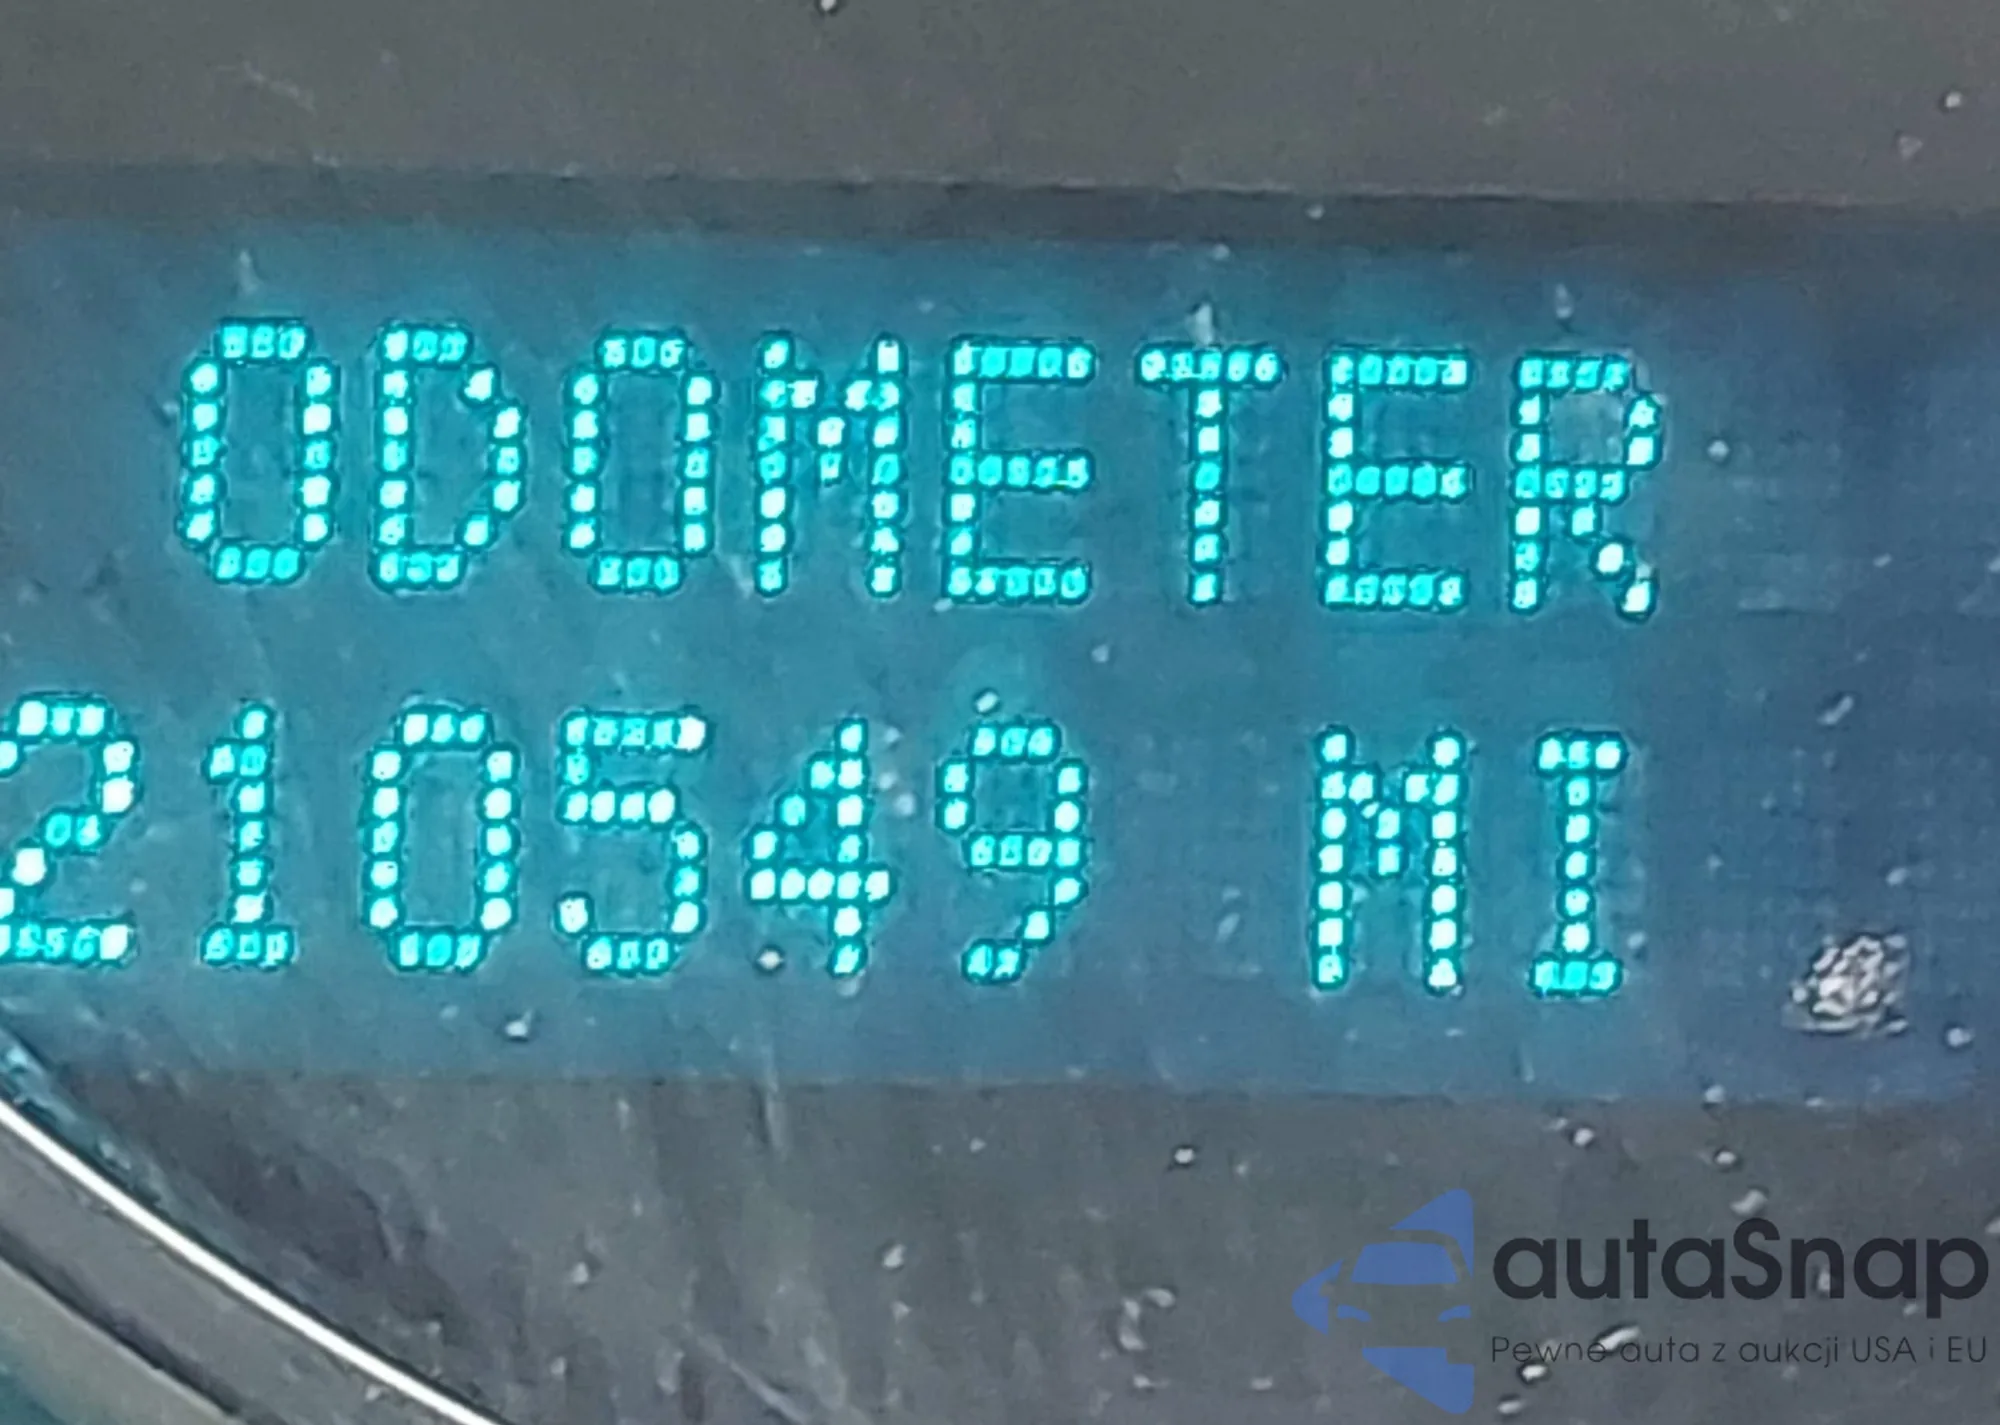 ODOMETER
210549 MI
autaSnap
Pewne auta z aukcji USA i EU